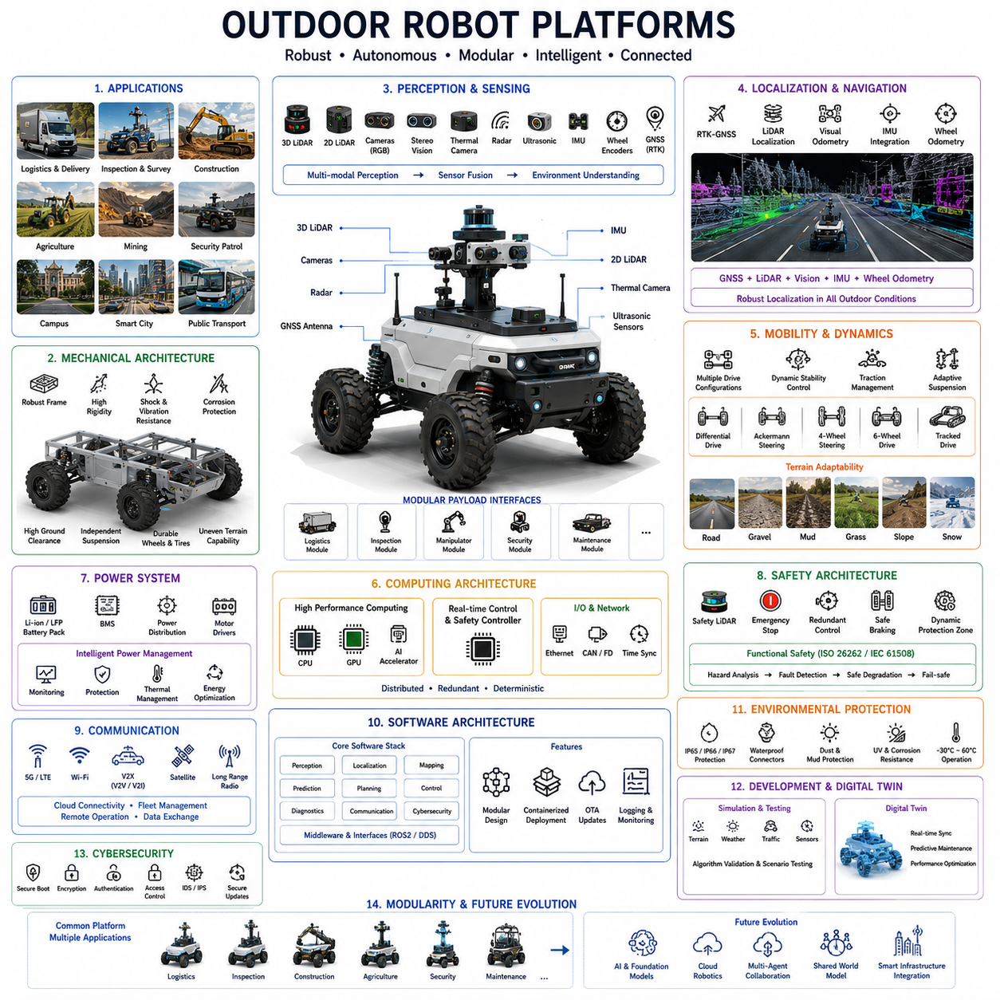 OUTDOOR ROBOT PLATFORMS
Robust • Autonomous • Modular • Intelligent • Connected
1. APPLICATIONS
Logistics & Delivery
Inspection & Survey
Construction
Agriculture
Mining
Security Patrol
Campus
Smart City
Public Transport
2. MECHANICAL ARCHITECTURE
Robust Frame
High
Rigidity
Shock &
Vibration
Resistance
Corrosion
Protection
High Ground
Clearance
Independent
Suspension
Durable
Wheels & Tires
Uneven Terrain
Capability
3. PERCEPTION & SENSING
3D LiDAR
2D LiDAR
Cameras
(RGB)
Stereo
Vision
Thermal
Camera
Radar
Ultrasonic
IMU
Wheel
Encoders
GNSS
(RTK)
Multi-modal Perception → Sensor Fusion → Environment Understanding
3D LiDAR
Cameras
Radar
GNSS Antenna
IMU
2D LiDAR
Thermal Camera
Ultrasonic
Sensors
MODULAR PAYLOAD INTERFACES
Logistics
Module
Inspection
Module
Manipulator
Module
Security
Module
Maintenance
Module
...
4. LOCALIZATION & NAVIGATION
RTK-GNSS
LiDAR
Localization
Visual
Odometry
IMU
Integration
Wheel
Odometry
GNSS + LiDAR + Vision + IMU + Wheel Odometry
Robust Localization in All Outdoor Conditions
5. MOBILITY & DYNAMICS
Multiple Drive
Configurations
Dynamic Stability
Control
Traction
Management
Adaptive
Suspension
Differential
Drive
Ackermann
Steering
4-Wheel
Steering
6-Wheel
Drive
Tracked
Drive
Terrain Adaptability
Road
Gravel
Mud
Grass
Slope
Snow
7. POWER SYSTEM
Li-ion / LFP
Battery Pack
BMS
Power
Distribution
Motor
Drivers
Intelligent Power Management
Monitoring
Protection
Thermal
Management
Energy
Optimization
6. COMPUTING ARCHITECTURE
High Performance Computing
CPU
GPU
AI
Accelerator
Real-time Control
& Safety Controller
I/O & Network
Ethernet
CAN / FD
Time Sync
Distributed • Redundant • Deterministic
8. SAFETY ARCHITECTURE
Safety LiDAR
Emergency
Stop
Redundant
Control
Safe
Braking
Dynamic
Protection Zone
Functional Safety (ISO 26262 / IEC 61508)
Hazard Analysis → Fault Detection → Safe Degradation → Fail-safe
9. COMMUNICATION
5G / LTE
Wi-Fi
V2X
(V2V / V2I)
Satellite
Long Range
Radio
Cloud Connectivity • Fleet Management
Remote Operation • Data Exchange
10. SOFTWARE ARCHITECTURE
Core Software Stack
Perception
Localization
Mapping
Prediction
Planning
Control
Diagnostics
Communication
Cybersecurity
Middleware & Interfaces (ROS2 / DDS)
Features
Modular
Design
Containerized
Deployment
OTA
Updates
Logging &
Monitoring
11. ENVIRONMENTAL PROTECTION
IP65 / IP66 / IP67
Protection
Waterproof
Connectors
Dust &
Mud Protection
UV & Corrosion
Resistance
-30°C ~ 60°C
Operation
12. DEVELOPMENT & DIGITAL TWIN
Simulation & Testing
Terrain
Weather
Traffic
Sensors
Algorithm Validation & Scenario Testing
Digital Twin
Real-time Sync
Predictive Maintenance
Performance Optimization
13. CYBERSECURITY
Secure Boot
Encryption
Authentication
Access
Control
IDS / IPS
Secure
Updates
14. MODULARITY & FUTURE EVOLUTION
Common Platform
Multiple Applications
Logistics
Inspection
Construction
Agriculture
Security
Maintenance
...
Future Evolution
AI & Foundation
Models
Cloud
Robotics
Multi-Agent
Collaboration
Shared World
Model
Smart Infrastructure
Integration